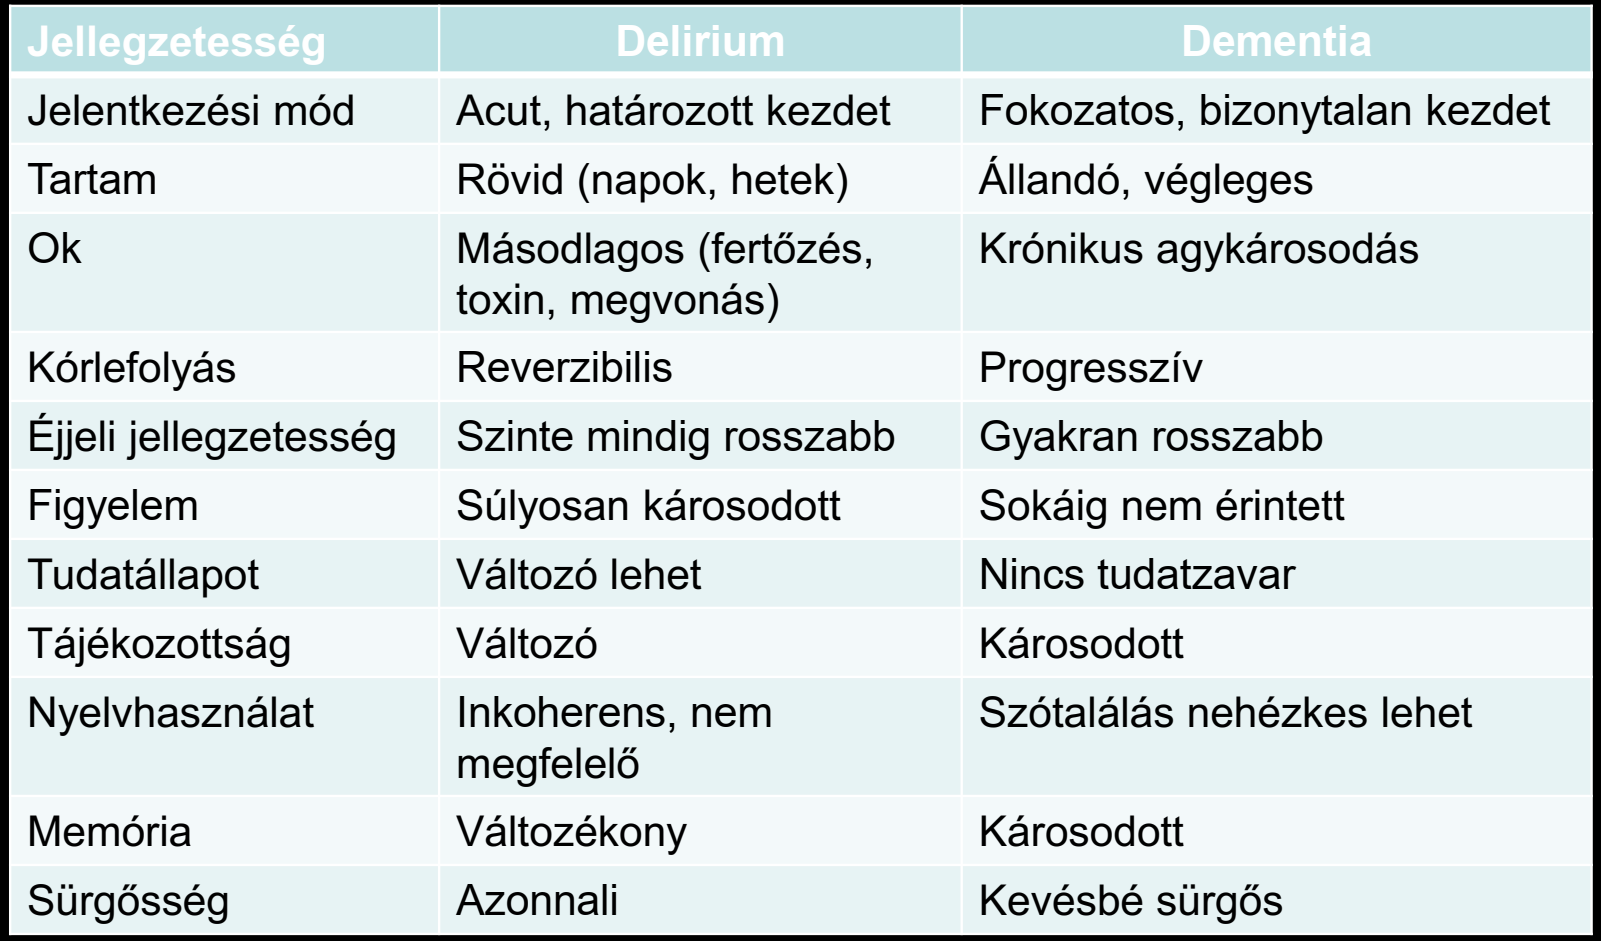 Jellegzetesség Delirium Dementia
Jelentkezési mód Acut, határozott kezdet Fokozatos, bizonytalan kezdet
Tartam Rövid (napok, hetek) Állandó, végleges
Ok Másodlagos (fertőzés, Krónikus agykárosodás
toxin, megvonás)
Kórlefolyás Reverzibilis Progresszív
Éjjeli jellegzetesség Szinte mindig rosszabb Gyakran rosszabb
Figyelem Súlyosan károsodott Sokáig nem érintett
Tudatállapot Változó lehet Nincs tudatzavar
Tájékozottság Változó Károsodott
Nyelvhasználat Inkoherens, nem Szótalálás nehézkes lehet
megfelelő
Memória Változékony Károsodott
Sürgősség Azonnali Kevésbé sürgős